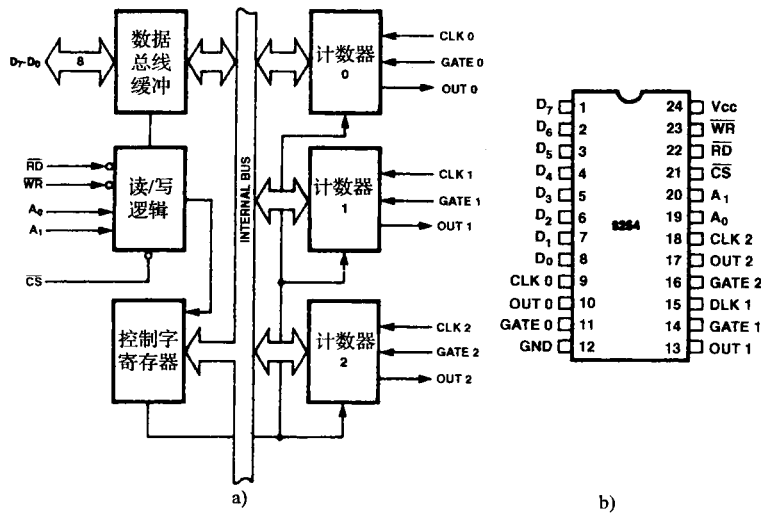 D7-D0
8
数据
总线
缓冲
RD
WR
A0
A1
CS
读/写
逻辑
控制字
寄存器
INTERNAL BUS
计数器
0
CLK 0
GATE 0
OUT 0
计数器
1
CLK 1
GATE 1
OUT 1
计数器
2
CLK 2
GATE 2
OUT 2
a)
D7 1
D6 2
D5 3
D4 4
D3 5
D2 6
D1 7
D0 8
CLK 0 9
OUT 0 10
GATE 0 11
GND 12
8254
24 Vcc
23 WR
22 RD
21 CS
20 A1
19 A0
18 CLK 2
17 OUT 2
16 GATE 2
15 DLK 1
14 GATE 1
13 OUT 1
b)